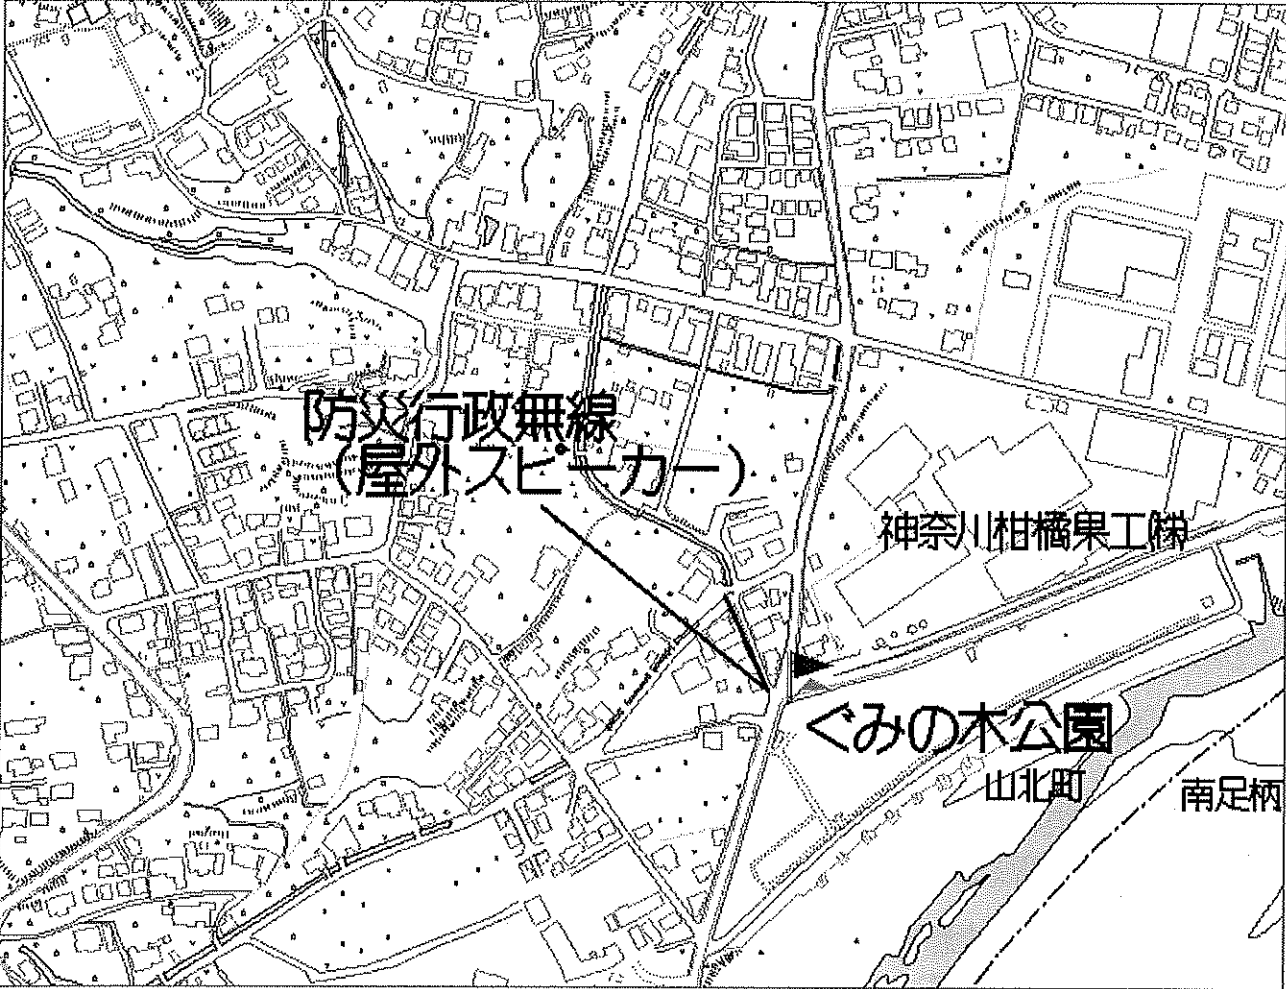 防災行政無線
（屋外スピーカー）
神奈川柑橘果工㈱
ぐみの木公園
山北町
南足柄